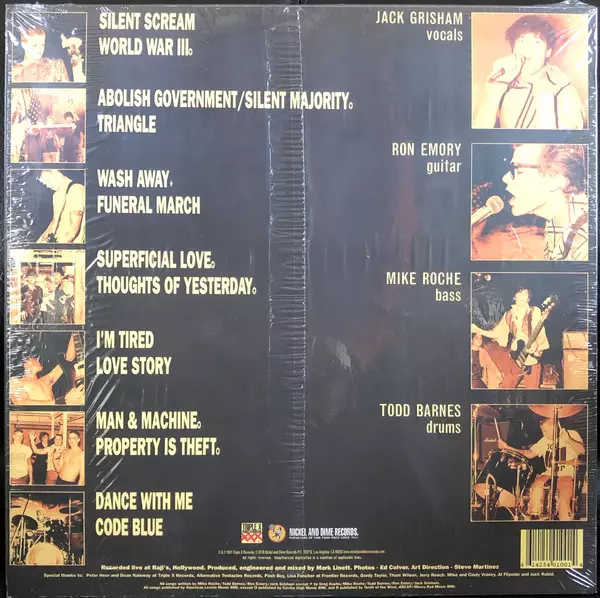 SILENT SCREAM
WORLD WAR III
ABOLISH GOVERNMENT/SILENT MAJORITY
TRIANGLE
WASH AWAY
FUNERAL MARCH
SUPERFICIAL LOVE
THOUGHTS OF YESTERDAY
I'M TIRED
LOVE STORY
MAN & MACHINE
PROPERTY IS THEFT
DANCE WITH ME
CODE BLUE
JACK GRISHAM
vocals
RON EMORY
guitar
MIKE ROCHE
bass
TODD BARNES
drums
Marshall
TRIPLE X
XXX
NICKEL AND DIME RECORDS.
Recorded live at Raji's, Hollywood. Produced, engineered and mixed by Mark Linett. Photos - Ed Colver. Art Direction - Steve Martinez